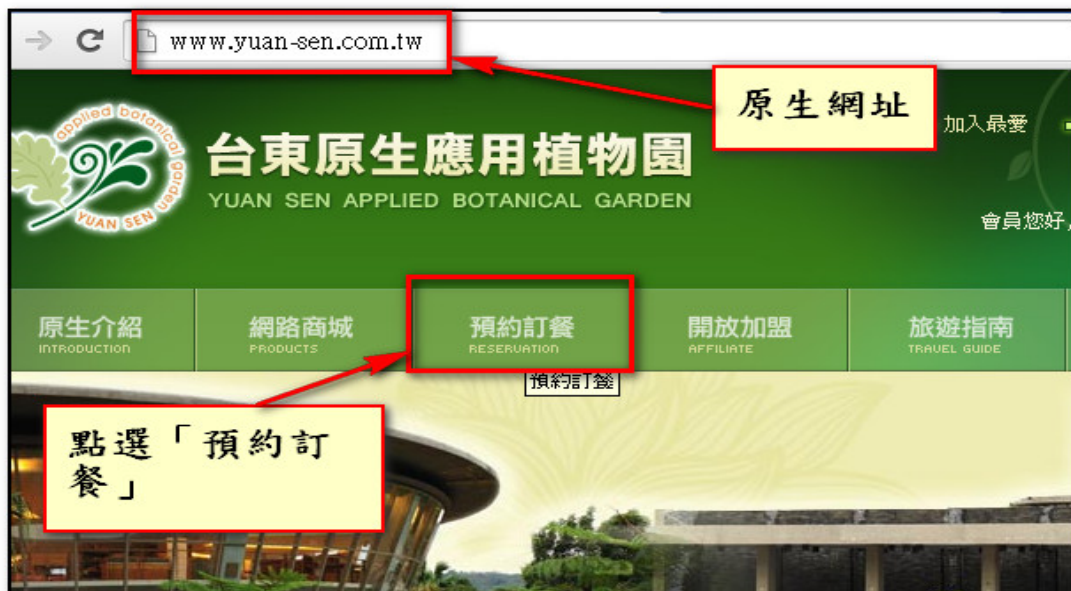 www.yuan-sen.com.tw
原生網址
加入最愛
applied botanical garden
YUAN SEN
台東原生應用植物園
YUAN SEN APPLIED BOTANICAL GARDEN
會員您好,
原生介紹
INTRODUCTION
網路商城
PRODUCTS
預約訂餐
RESERVATION
開放加盟
AFFILIATE
旅遊指南
TRAVEL GUIDE
預約訂餐
點選「預約訂
餐」